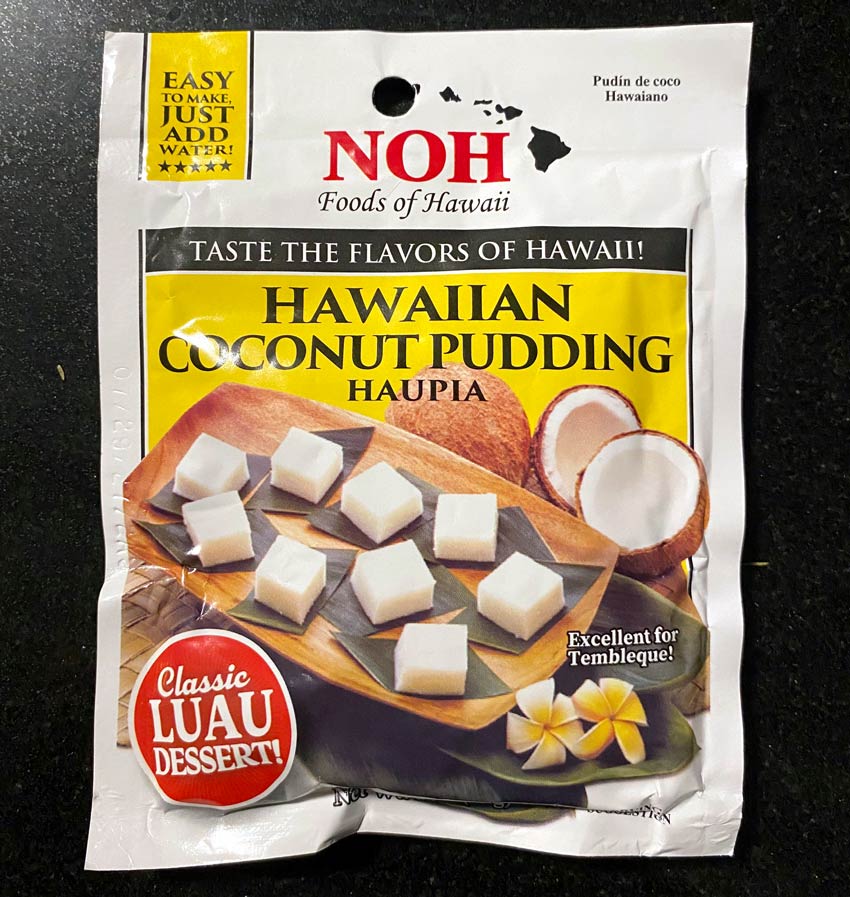 EASY
TO MAKE,
JUST
ADD
WATER!
Pudín de coco
Hawaiano
NOH
Foods of Hawaii
TASTE THE FLAVORS OF HAWAII!
HAWAIIAN
COCONUT PUDDING
HAUPIA
Excellent for
Tembleque!
Classic
LUAU
DESSERT!